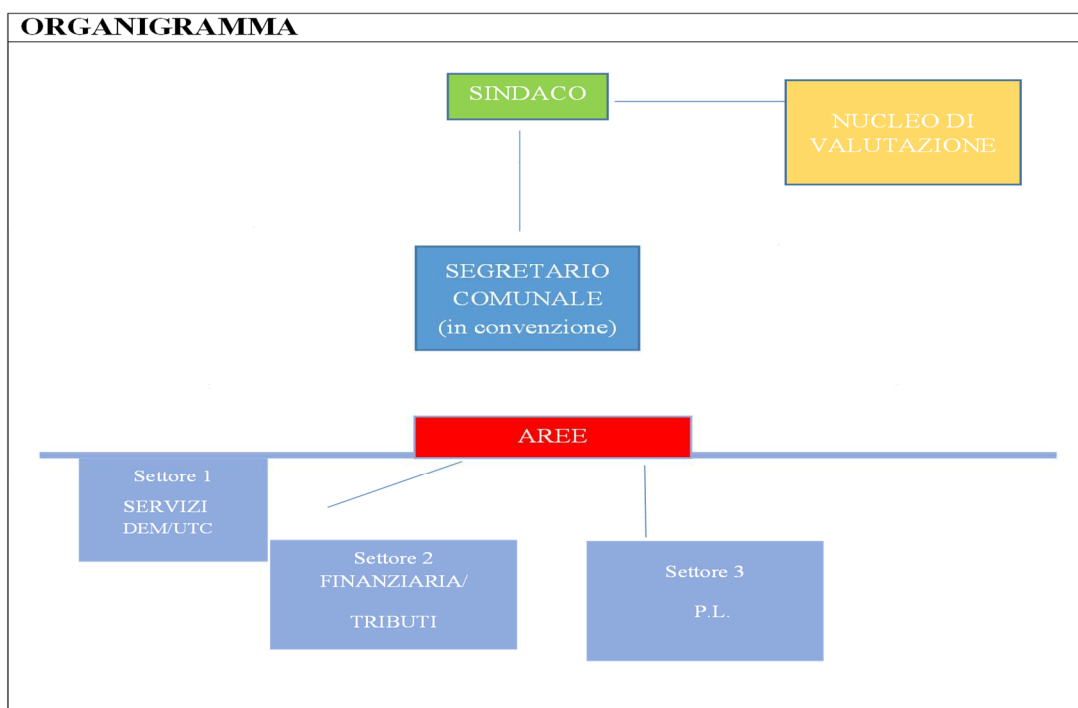 ORGANIGRAMMA
SINDACO
NUCLEO DI
VALUTAZIONE
SEGRETARIO
COMUNALE
(in convenzione)
AREE
Settore 1
SERVIZI
DEM/UTC
Settore 2
FINANZIARIA/
TRIBUTI
Settore 3
P.L.